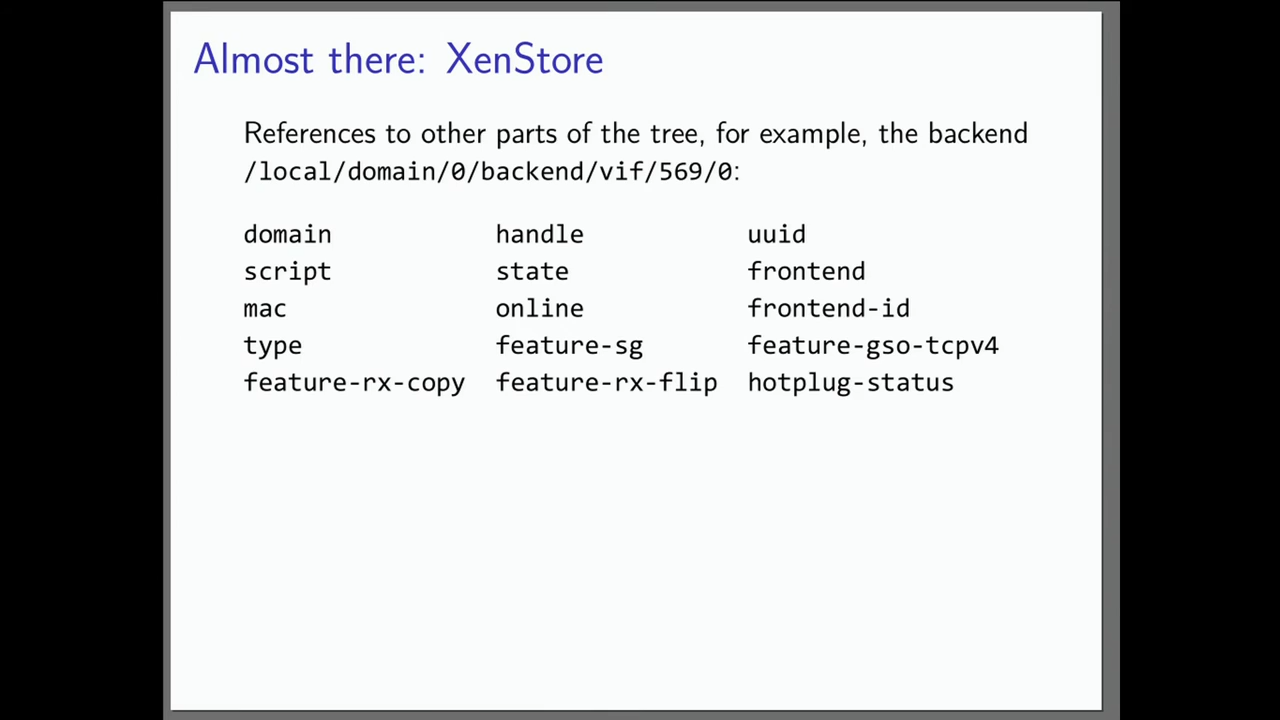 Almost there: XenStore
References to other parts of the tree, for example, the backend
/local/domain/0/backend/vif/569/0:
domain handle uuid
script state frontend
mac online frontend-id
type feature-sg feature-gso-tcpv4
feature-rx-copy feature-rx-flip hotplug-status